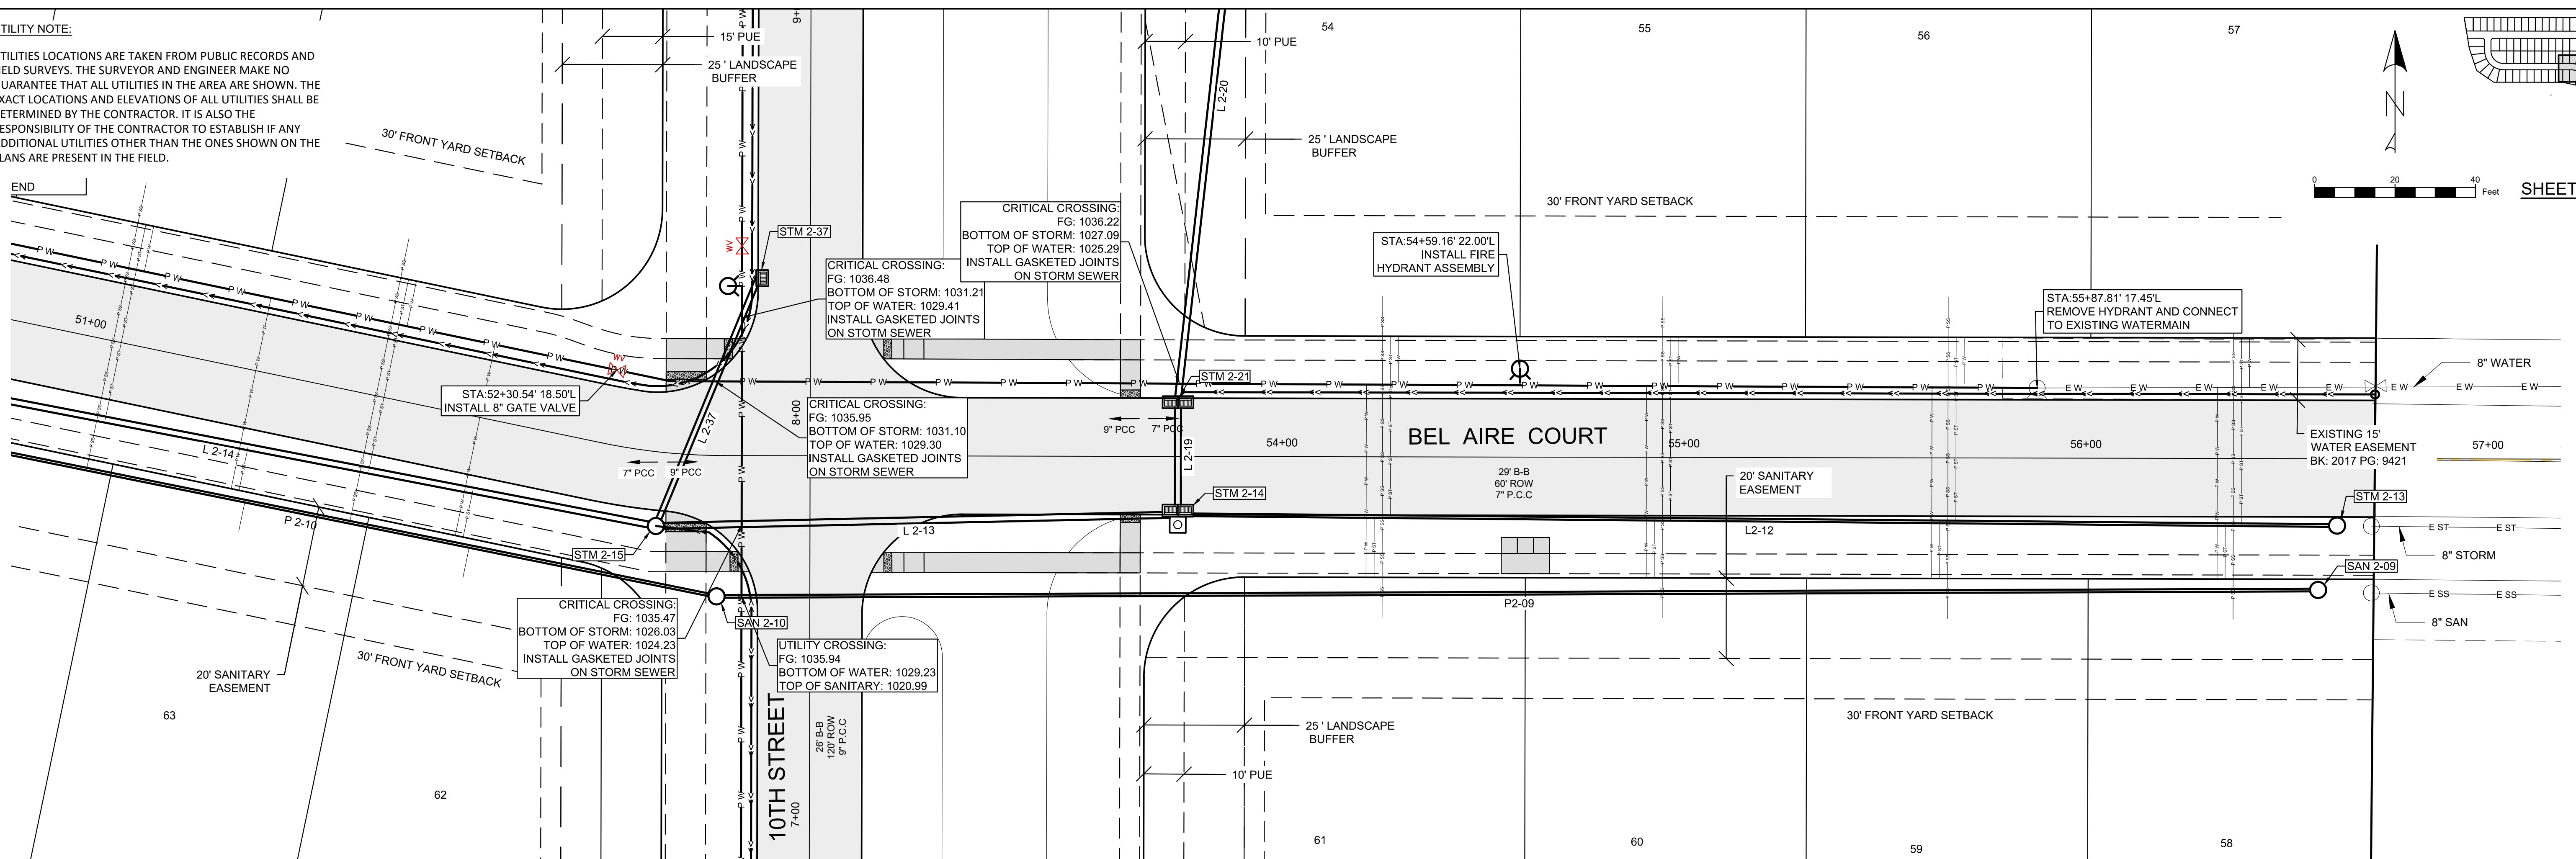 TILITY NOTE:
TILITIES LOCATIONS ARE TAKEN FROM PUBLIC RECORDS AND
ELD SURVEYS. THE SURVEYOR AND ENGINEER MAKE NO
UARANTEE THAT ALL UTILITIES IN THE AREA ARE SHOWN. THE
XACT LOCATIONS AND ELEVATIONS OF ALL UTILITIES SHALL BE
ETERMINED BY THE CONTRACTOR. IT IS ALSO THE
ESPONSIBILITY OF THE CONTRACTOR TO ESTABLISH IF ANY
DDITIONAL UTILITIES OTHER THAN THE ONES SHOWN ON THE
LANS ARE PRESENT IN THE FIELD.
END
30' FRONT YARD SETBACK
15' PUE
25 ' LANDSCAPE
BUFFER
10' PUE
25 ' LANDSCAPE
BUFFER
L 2-20
54
55
56
57
N
0 20 40
Feet
SHEET
30' FRONT YARD SETBACK
STM 2-37
WV
CRITICAL CROSSING:
FG: 1036.22
BOTTOM OF STORM: 1027.09
TOP OF WATER: 1025.29
INSTALL GASKETED JOINTS
ON STORM SEWER
CRITICAL CROSSING:
FG: 1036.48
BOTTOM OF STORM: 1031.21
TOP OF WATER: 1029.41
INSTALL GASKETED JOINTS
ON STOTM SEWER
STA:54+59.16' 22.00'L
INSTALL FIRE
HYDRANT ASSEMBLY
STA:55+87.81' 17.45'L
REMOVE HYDRANT AND CONNECT
TO EXISTING WATERMAIN
51+00
WV
STA:52+30.54' 18.50'L
INSTALL 8" GATE VALVE
STM 2-21
8" WATER
CRITICAL CROSSING:
FG: 1035.95
BOTTOM OF STORM: 1031.10
TOP OF WATER: 1029.30
INSTALL GASKETED JOINTS
ON STORM SEWER
8+00
L 2-37
7" PCC 9" PCC
9" PCC 7" PCC
L 2-19
54+00
BEL AIRE COURT
55+00
56+00
57+00
EXISTING 15'
WATER EASEMENT
BK: 2017 PG: 9421
29' B-B
60' ROW
7" P.C.C
20' SANITARY
EASEMENT
L 2-14
P 2-10
STM 2-14
STM 2-13
L 2-13
L2-12
E ST E ST
8" STORM
STM 2-15
SAN 2-09
P2-09
E SS E SS
8" SAN
SAN 2-10
CRITICAL CROSSING:
FG: 1035.47
BOTTOM OF STORM: 1026.03
TOP OF WATER: 1024.23
INSTALL GASKETED JOINTS
ON STORM SEWER
UTILITY CROSSING:
FG: 1035.94
BOTTOM OF WATER: 1029.23
TOP OF SANITARY: 1020.99
20' SANITARY
EASEMENT
30' FRONT YARD SETBACK
30' FRONT YARD SETBACK
63
62
10TH STREET
7+00
26' B-B
120' ROW
9" P.C.C
25 ' LANDSCAPE
BUFFER
10' PUE
61
60
59
58